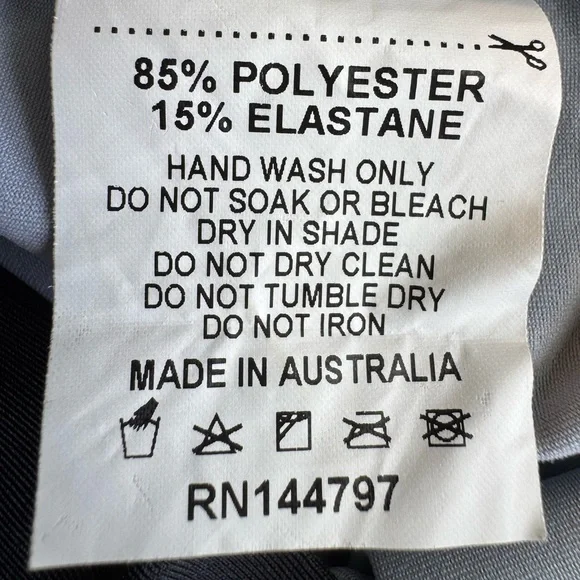 85% POLYESTER
15% ELASTANE
HAND WASH ONLY
DO NOT SOAK OR BLEACH
DRY IN SHADE
DO NOT DRY CLEAN
DO NOT TUMBLE DRY
DO NOT IRON
MADE IN AUSTRALIA
RN144797